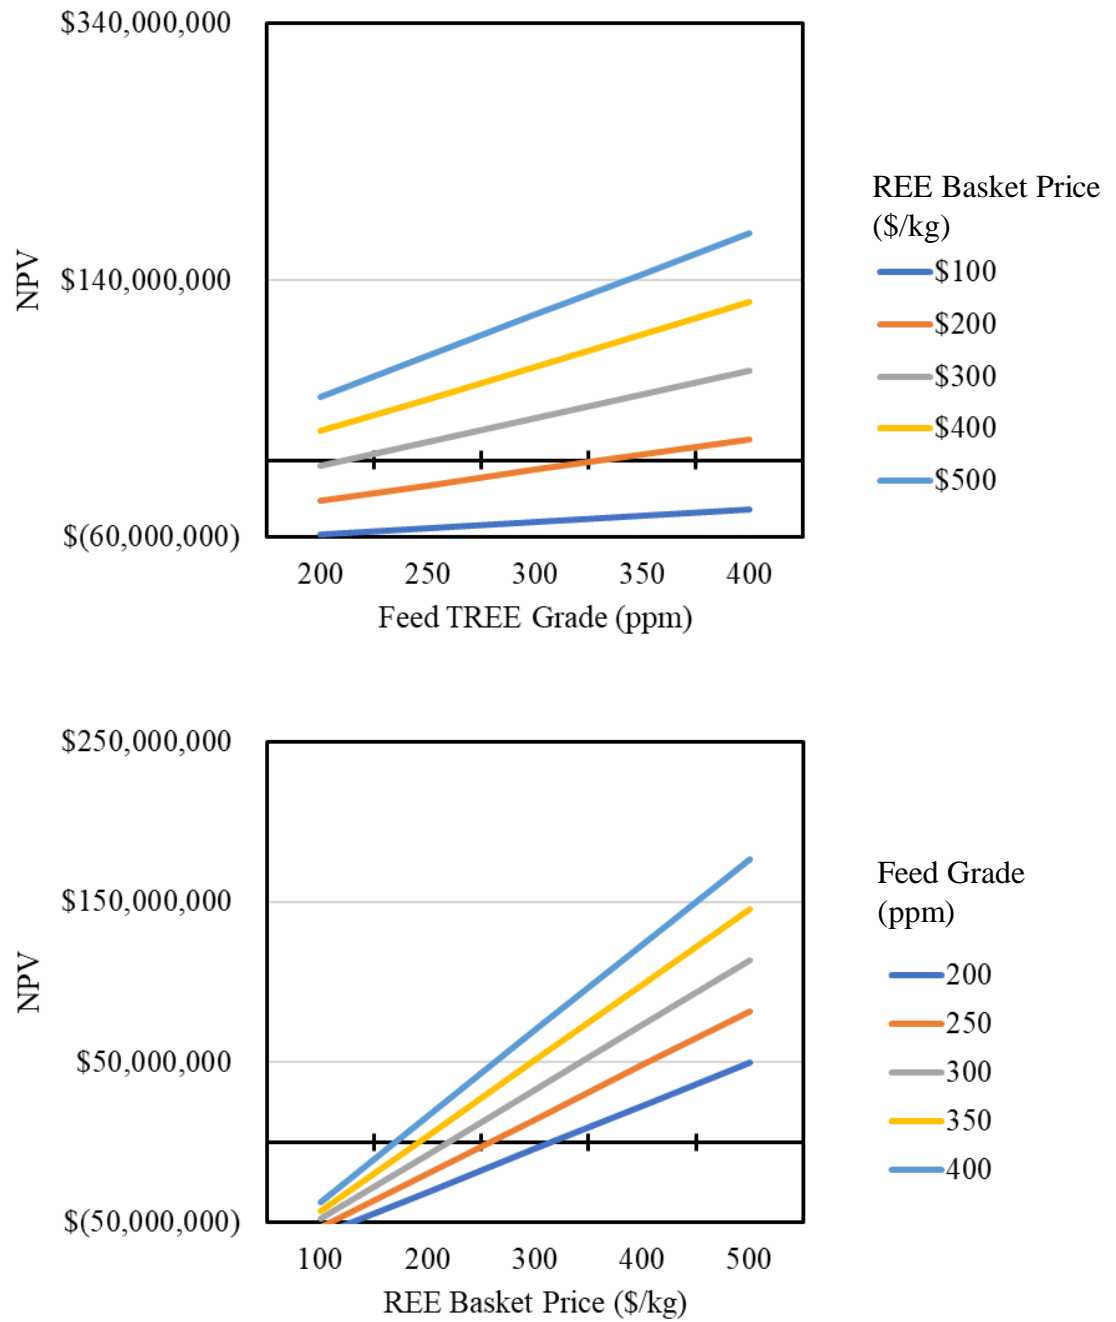 $340,000,000
$140,000,000
$(60,000,000)
NPV
200 250 300 350 400
Feed TREE Grade (ppm)
REE Basket Price
($/kg)
$100
$200
$300
$400
$500
$250,000,000
$150,000,000
$50,000,000
$(50,000,000)
NPV
100 200 300 400 500
REE Basket Price ($/kg)
Feed Grade
(ppm)
200
250
300
350
400